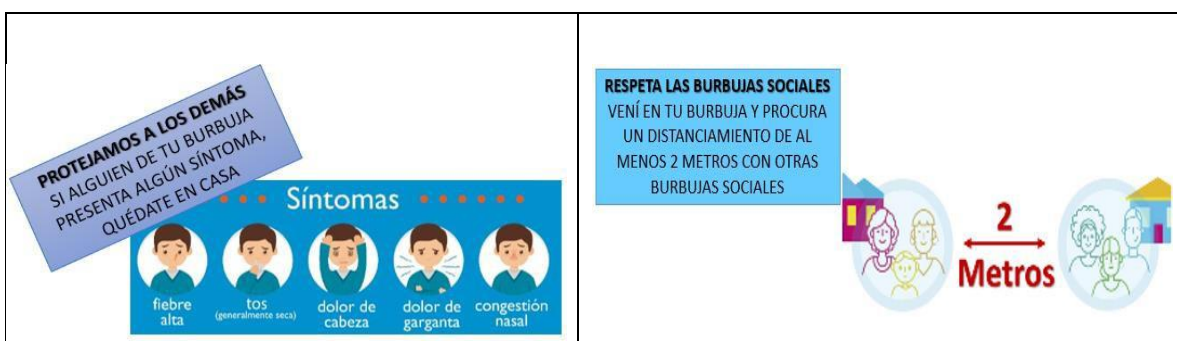 PROTEJAMOS A LOS DEMÁS
SI ALGUIEN DE TU BURBUJA
PRESENTA ALGÚN SÍNTOMA,
QUÉDATE EN CASA
Síntomas
fiebre
alta
tos
(generalmente seca)
dolor de
cabeza
dolor de
garganta
congestión
nasal
RESPETA LAS BURBUJAS SOCIALES
VENÍ EN TU BURBUJA Y PROCURA
UN DISTANCIAMIENTO DE AL
MENOS 2 METROS CON OTRAS
BURBUJAS SOCIALES
2
Metros